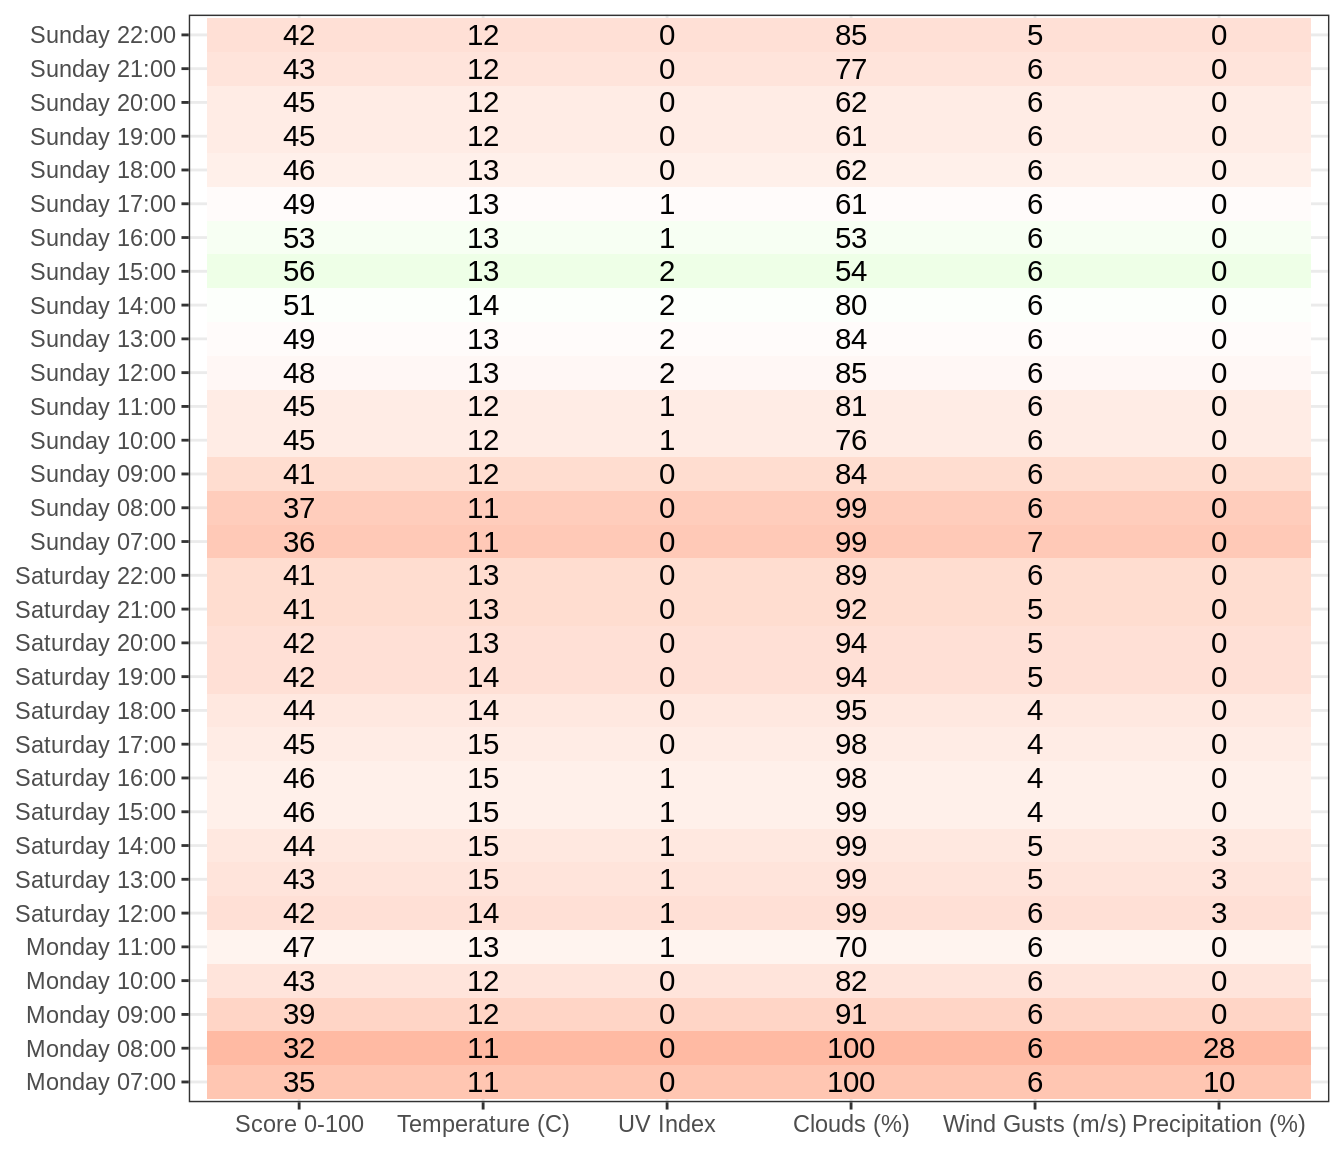 Sunday 22:00 42 12 0 85 5 0
Sunday 21:00 43 12 0 77 6 0
Sunday 20:00 45 12 0 62 6 0
Sunday 19:00 45 12 0 61 6 0
Sunday 18:00 46 13 0 62 6 0
Sunday 17:00 49 13 1 61 6 0
Sunday 16:00 53 13 1 53 6 0
Sunday 15:00 56 13 2 54 6 0
Sunday 14:00 51 14 2 80 6 0
Sunday 13:00 49 13 2 84 6 0
Sunday 12:00 48 13 2 85 6 0
Sunday 11:00 45 12 1 81 6 0
Sunday 10:00 45 12 1 76 6 0
Sunday 09:00 41 12 0 84 6 0
Sunday 08:00 37 11 0 99 6 0
Sunday 07:00 36 11 0 99 7 0
Saturday 22:00 41 13 0 89 6 0
Saturday 21:00 41 13 0 92 5 0
Saturday 20:00 42 13 0 94 5 0
Saturday 19:00 42 14 0 94 5 0
Saturday 18:00 44 14 0 95 4 0
Saturday 17:00 45 15 0 98 4 0
Saturday 16:00 46 15 1 98 4 0
Saturday 15:00 46 15 1 99 4 0
Saturday 14:00 44 15 1 99 5 3
Saturday 13:00 43 15 1 99 5 3
Saturday 12:00 42 14 1 99 6 3
Monday 11:00 47 13 1 70 6 0
Monday 10:00 43 12 0 82 6 0
Monday 09:00 39 12 0 91 6 0
Monday 08:00 32 11 0 100 6 28
Monday 07:00 35 11 0 100 6 10
Score 0-100 Temperature (C) UV Index Clouds (%) Wind Gusts (m/s) Precipitation (%)